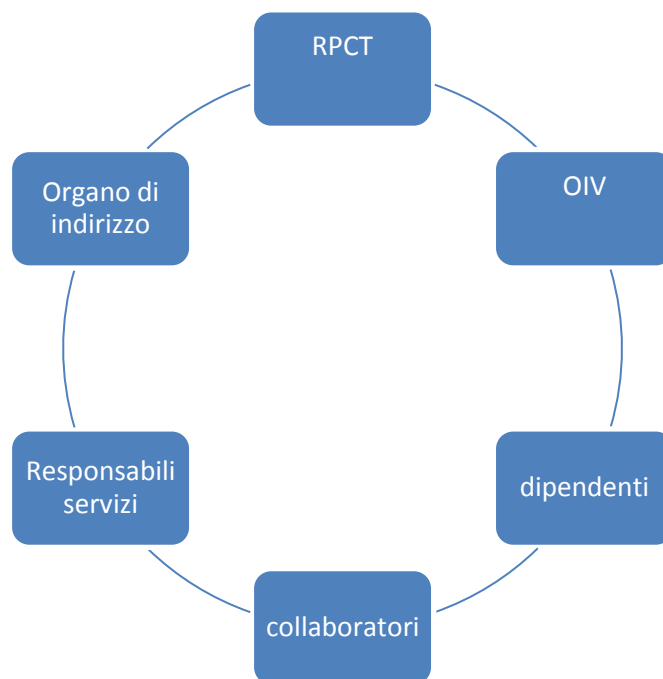 RPCT
OIV
dipendenti
collaboratori
Responsabili
servizi
Organo di
indirizzo